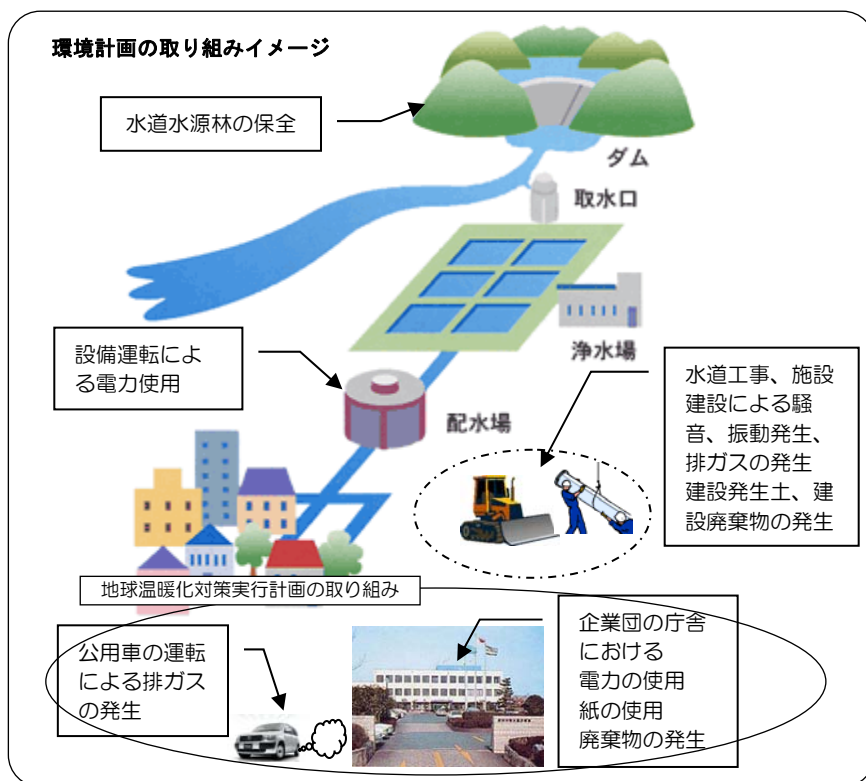 環境計画の取り組みイメージ
水道水源林の保全
ダム
取水口
浄水場
設備運転によ
る電力使用
配水場
水道工事、施設
建設による騒
音、振動発生、
排ガスの発生
建設発生土、建
設廃棄物の発生
地球温暖化対策実行計画の取り組み
公用車の運転
による排ガス
の発生
企業団の庁舎
における
電力の使用
紙の使用
廃棄物の発生